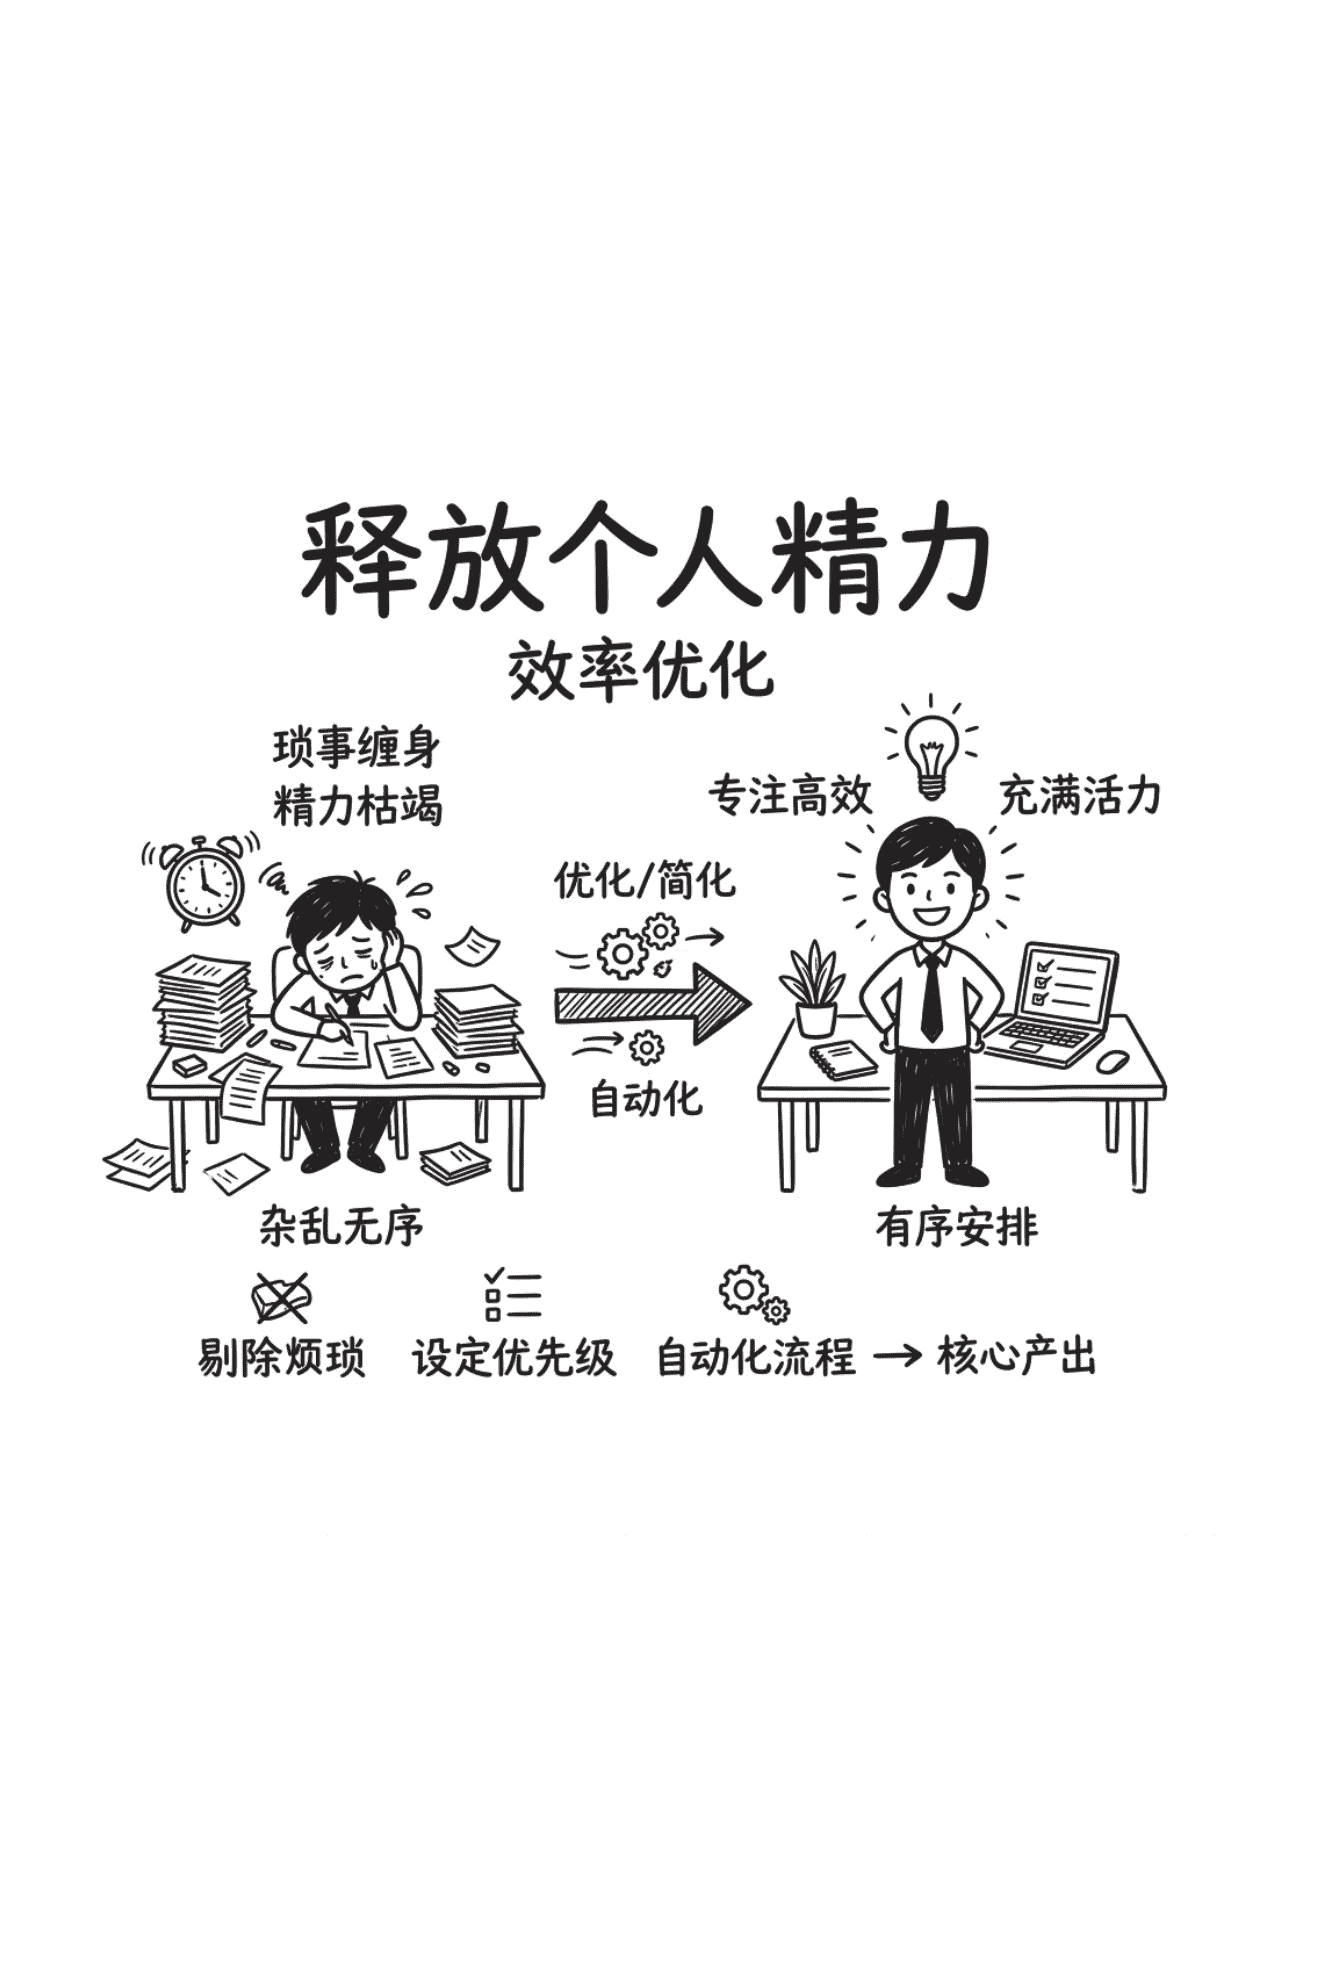 释放个人精力
效率优化
琐事缠身
精力枯竭
专注高效
充满活力
优化/简化
自动化
杂乱无序
有序安排
剔除烦琐
设定优先级
自动化流程 → 核心产出